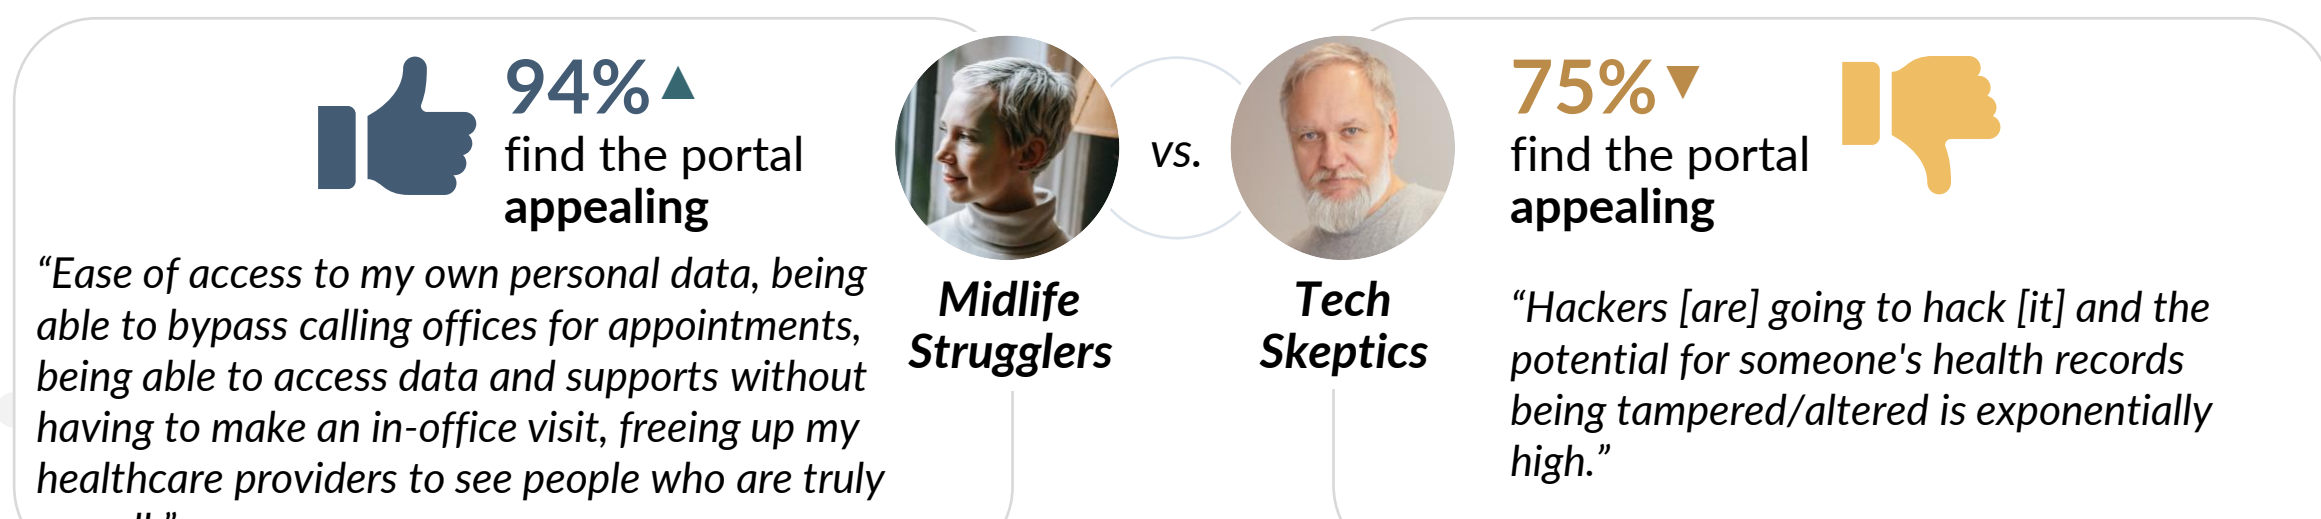 94%▲
find the portal
appealing
“Ease of access to my own personal data, being
able to bypass calling offices for appointments,
being able to access data and supports without
having to make an in-office visit, freeing up my
healthcare providers to see people who are truly
Midlife
Strugglers
vs.
Tech
Skeptics
75%▼
find the portal
appealing
“Hackers [are] going to hack [it] and the
potential for someone's health records
being tampered/altered is exponentially
high.”